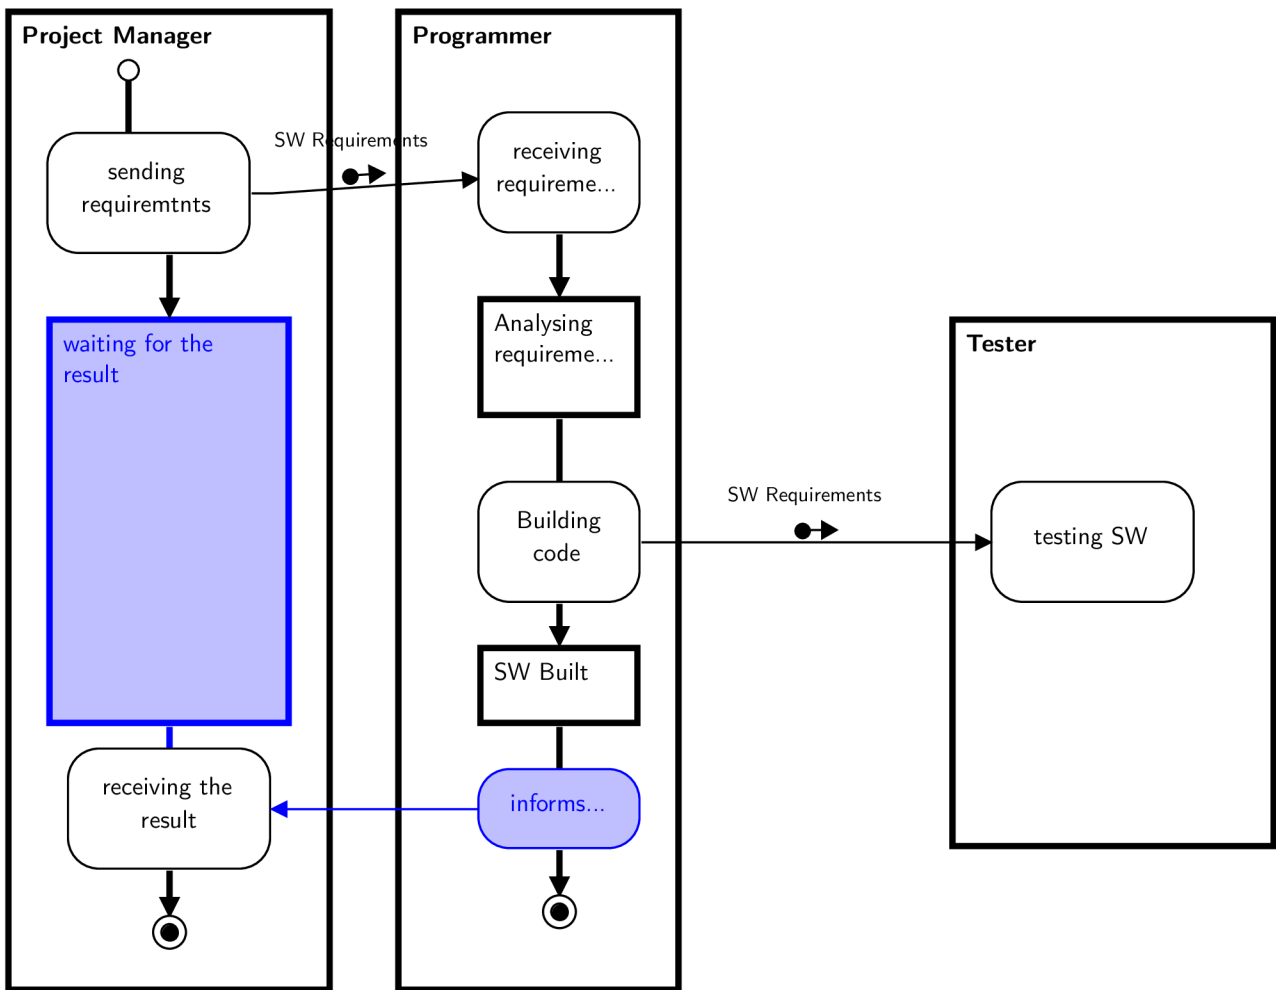 Project Manager
sending
requiremtnts
waiting for the
result
receiving the
result
SW Requirements
Programmer
receiving
requireme...
Analysing
requireme...
Building
code
SW Built
informs...
SW Requirements
Tester
testing SW